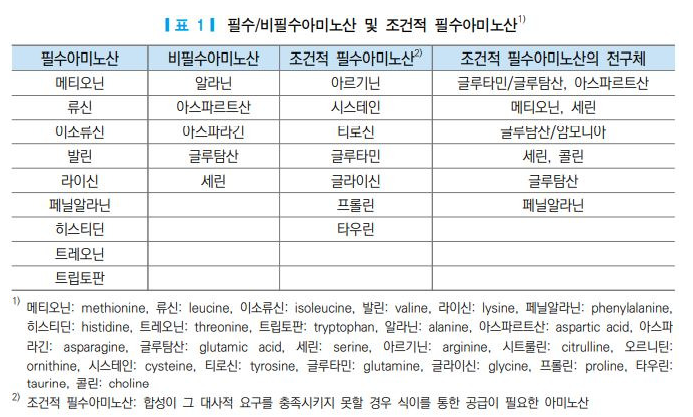 ┃표 1┃ 필수/비필수아미노산 및 조건적 필수아미노산1)
필수아미노산 비필수아미노산 조건적 필수아미노산2) 조건적 필수아미노산의 전구체
메티오닌 알라닌 아르기닌 글루타민/글루탐산, 아스파르트산
류신 아스파르트산 시스테인 메티오닌, 세린
이소류신 아스파라긴 티로신 글루탐산/암모니아
발린 글루탐산 글루타민 세린, 콜린
라이신 세린 글라이신 글루탐산
페닐알라닌 프롤린 페닐알라닌
히스티딘 타우린
트레오닌
트립토판
1) 메티오닌: methionine, 류신: leucine, 이소류신: isoleucine, 발린: valine, 라이신: lysine, 페닐알라닌: phenylalanine,
히스티딘: histidine, 트레오닌: threonine, 트립토판: tryptophan, 알라닌: alanine, 아스파르트산: aspartic acid, 아스파
라긴: asparagine, 글루탐산: glutamic acid, 세린: serine, 아르기닌: arginine, 시트룰린: citrulline, 오르니틴:
ornithine, 시스테인: cysteine, 티로신: tyrosine, 글루타민: glutamine, 글라이신: glycine, 프롤린: proline, 타우린:
taurine, 콜린: choline
2) 조건적 필수아미노산: 합성이 그 대사적 요구를 충족시키지 못할 경우 식이를 통한 공급이 필요한 아미노산